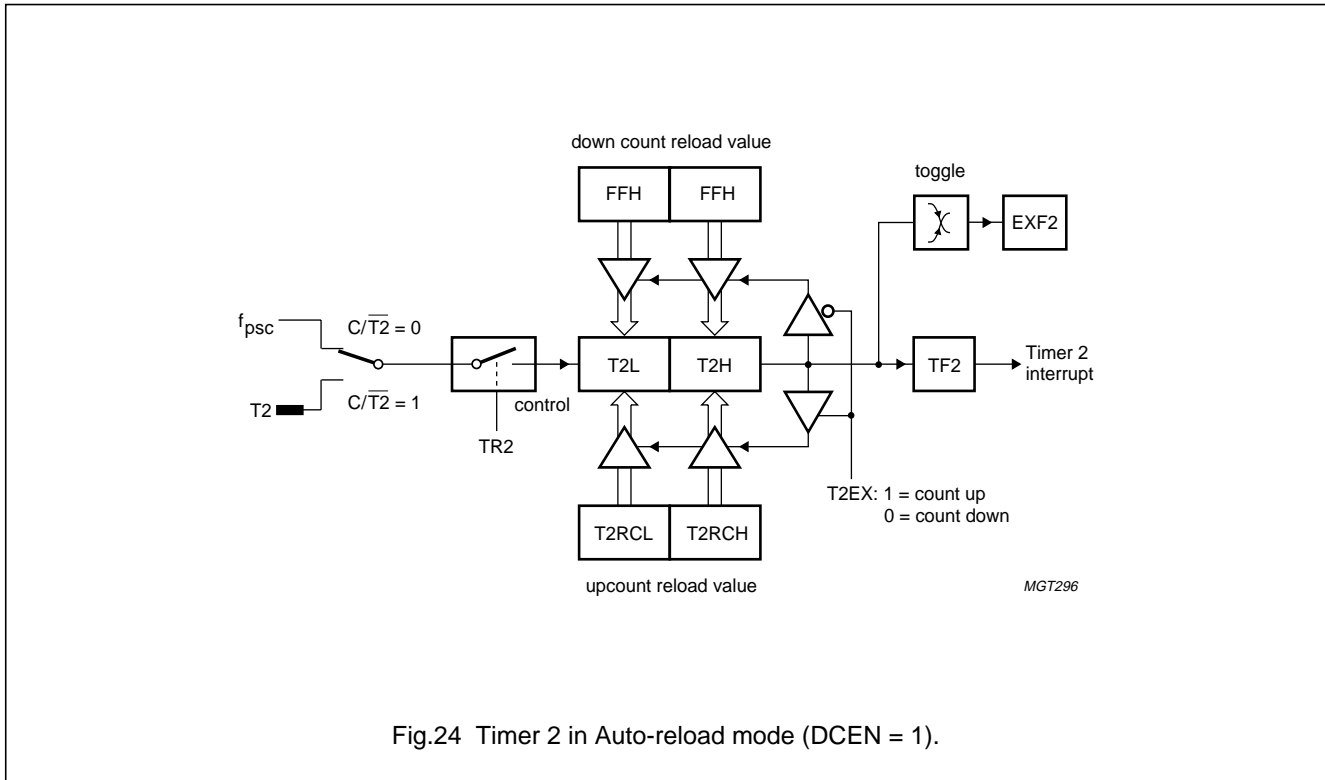 down count reload value
toggle
FFH FFH
EXF2
f_psc
C/T2̅ = 0
T2L T2H
TF2
Timer 2
interrupt
T2
C/T2̅ = 1
control
TR2
T2EX: 1 = count up
0 = count down
T2RCL T2RCH
upcount reload value
MGT296
Fig.24 Timer 2 in Auto-reload mode (DCEN = 1).